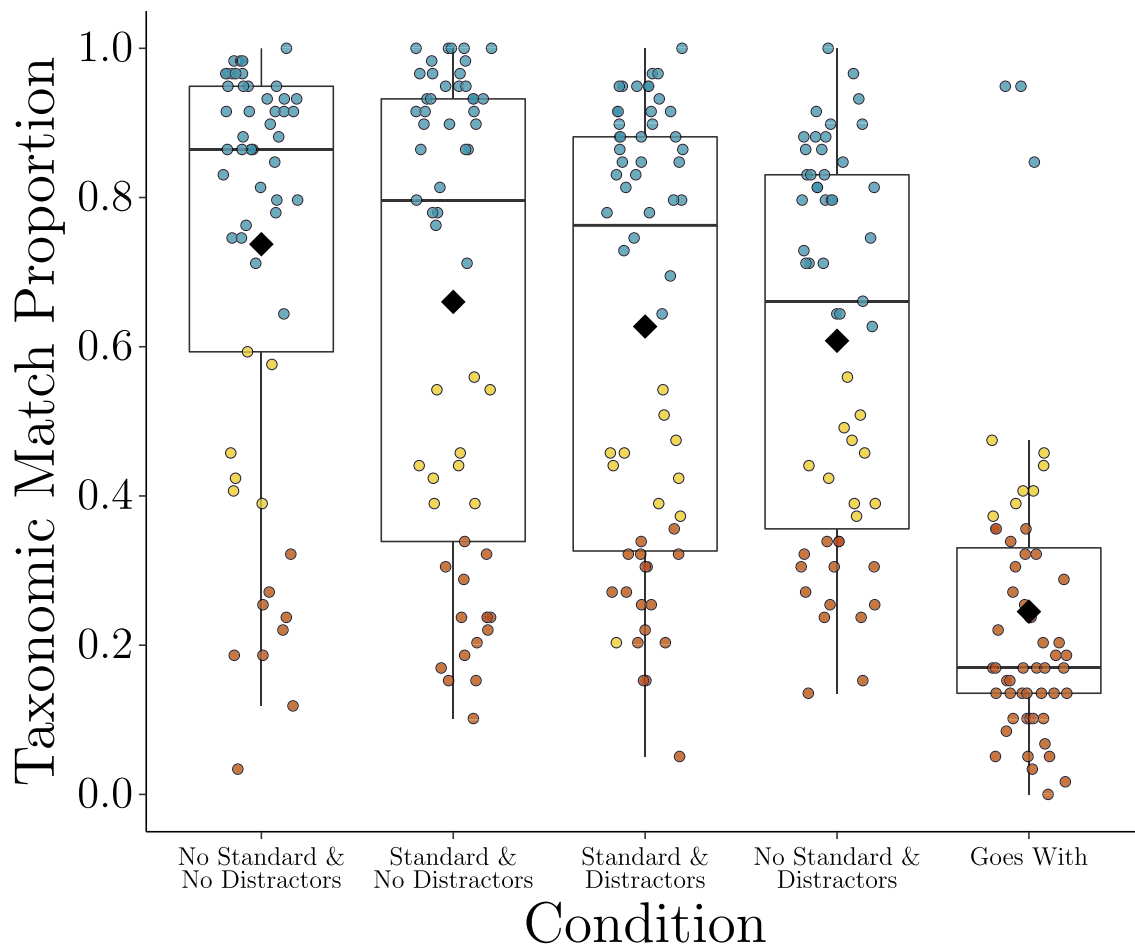 Taxonomic Match Proportion
1.0
0.8
0.6
0.4
0.2
0.0
No Standard &
No Distractors
Standard &
No Distractors
Standard &
Distractors
No Standard &
Distractors
Goes With
Condition